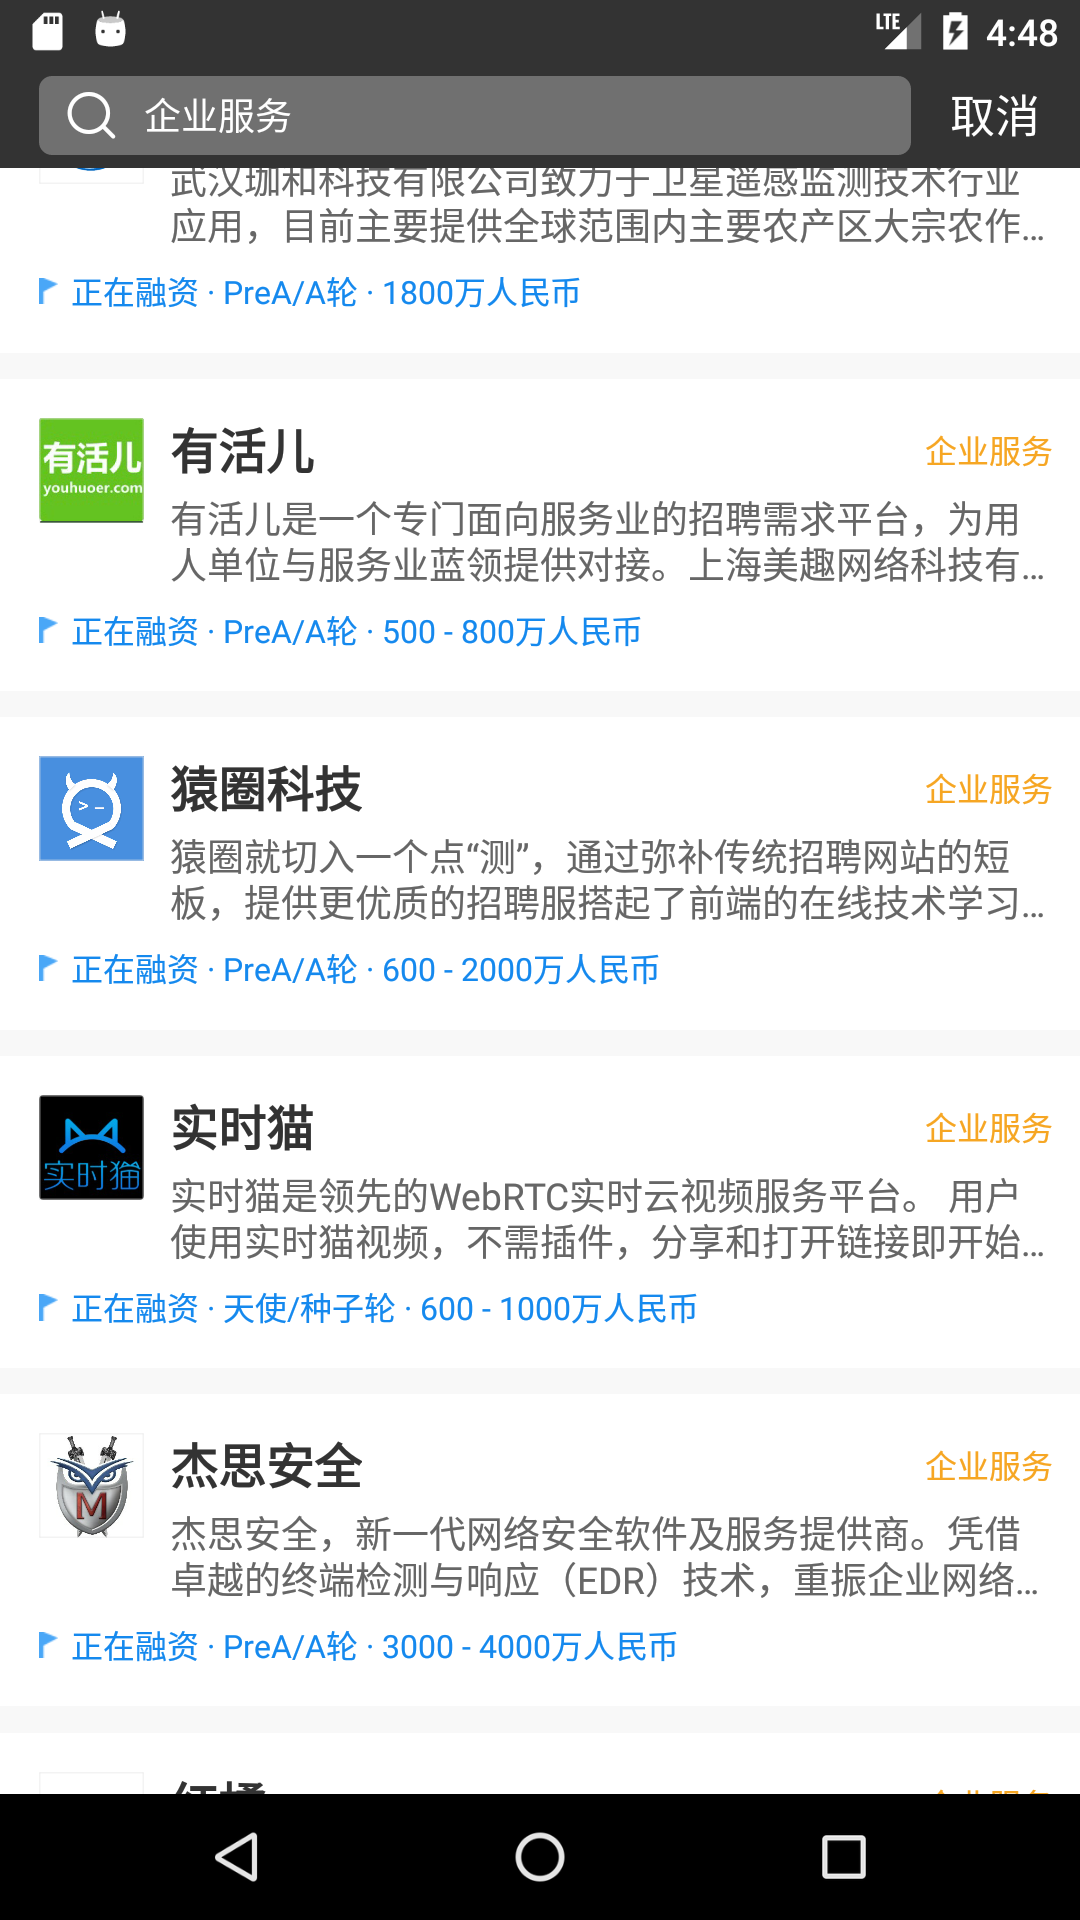 LTE 4:48
企业服务 取消
武汉珈和科技有限公司致力于卫星遥感监测技术行业
应用，目前主要提供全球范围内主要农产区大宗农作...
正在融资 · PreA/A轮 · 1800万人民币
有活儿
youhuoer.com
有活儿 企业服务
有活儿是一个专门面向服务业的招聘需求平台，为用
人单位与服务业蓝领提供对接。上海美趣网络科技有...
正在融资 · PreA/A轮 · 500 - 800万人民币
猿圈科技 企业服务
猿圈就切入一个点“测”，通过弥补传统招聘网站的短
板，提供更优质的招聘服搭起了前端的在线技术学习...
正在融资 · PreA/A轮 · 600 - 2000万人民币
实时猫
实时猫 企业服务
实时猫是领先的WebRTC实时云视频服务平台。 用户
使用实时猫视频，不需插件，分享和打开链接即开始...
正在融资 · 天使/种子轮 · 600 - 1000万人民币
M
杰思安全 企业服务
杰思安全，新一代网络安全软件及服务提供商。凭借
卓越的终端检测与响应（EDR）技术，重振企业网络...
正在融资 · PreA/A轮 · 3000 - 4000万人民币